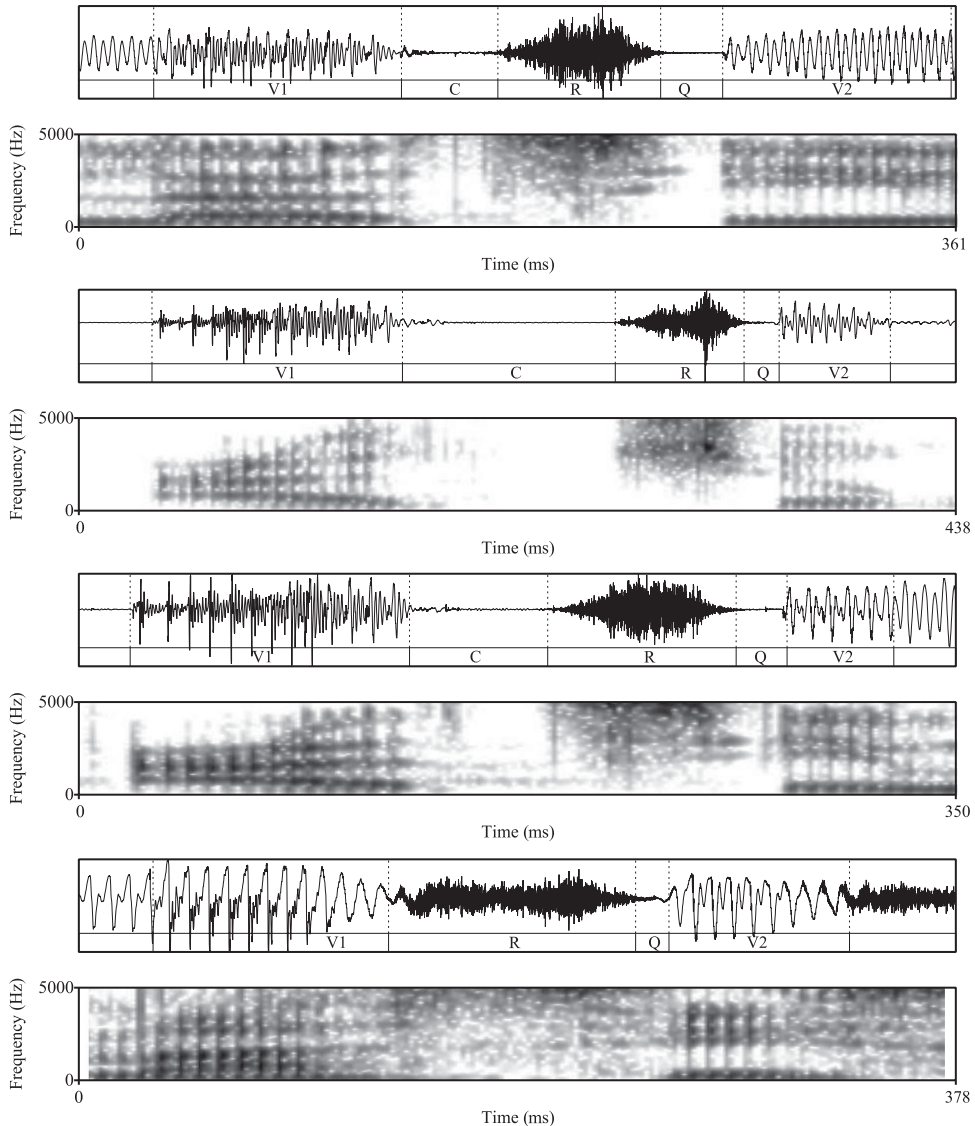 V1 C R Q V2
5000
Frequency (Hz)
0
0 361
Time (ms)
V1 C R Q V2
5000
Frequency (Hz)
0
0 438
Time (ms)
V1 C R Q V2
5000
Frequency (Hz)
0
0 350
Time (ms)
V1 R Q V2
5000
Frequency (Hz)
0
0 378
Time (ms)